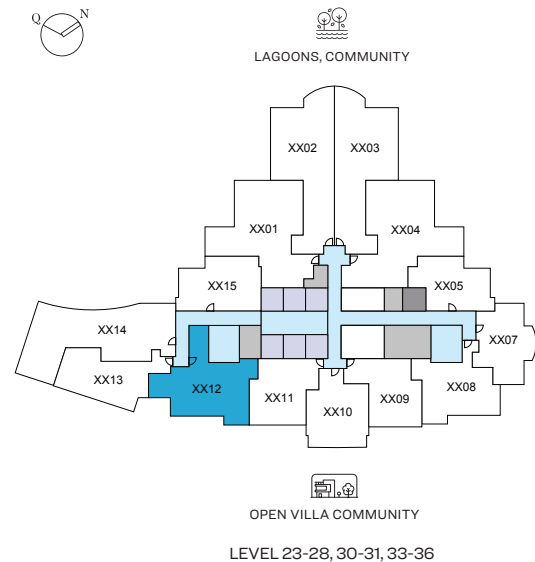 Q N
LAGOONS, COMMUNITY
XX02 XX03
XX01 XX04
XX15 XX05
XX14 XX07
XX13 XX12 XX11 XX10 XX09 XX08
OPEN VILLA COMMUNITY
LEVEL 23-28, 30-31, 33-36